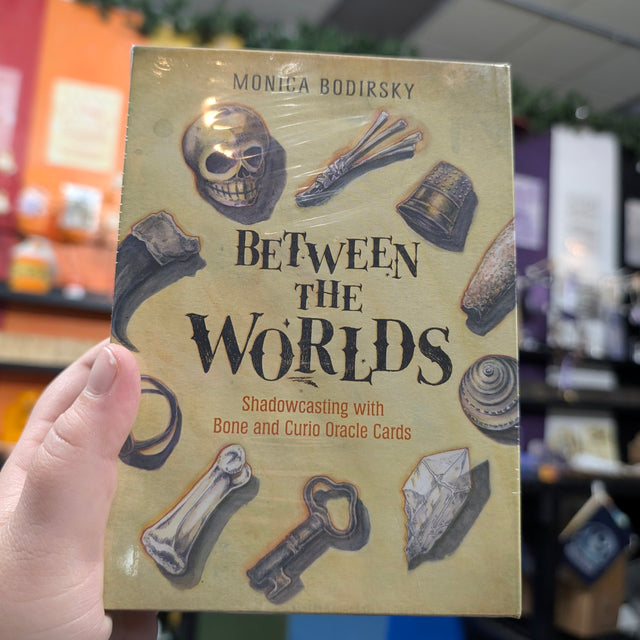 MONICA BODIRSKY
BETWEEN
THE
WORLDS
Shadowcasting with
Bone and Curio Oracle Cards